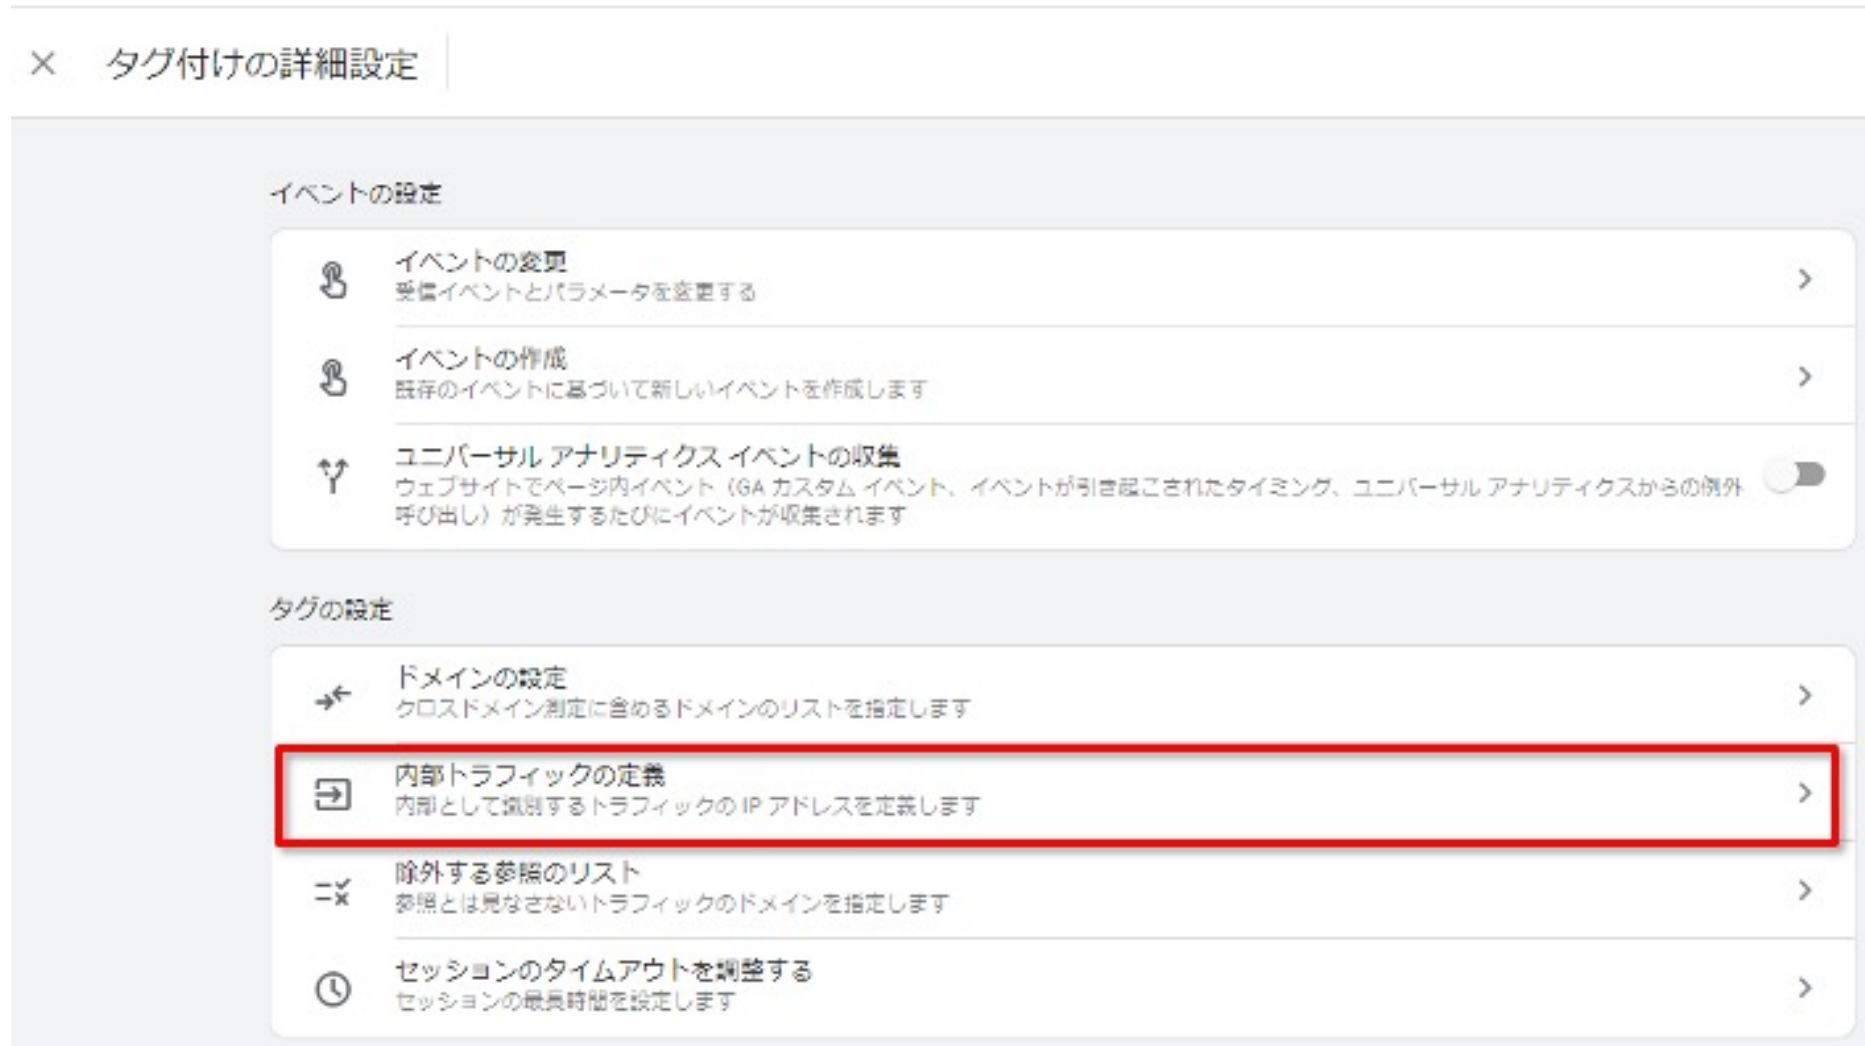 タグ付けの詳細設定
イベントの設定
イベントの変更
受信イベントとパラメータを変更する
イベントの作成
既存のイベントに基づいて新しいイベントを作成します
ユニバーサル アナリティクス イベントの収集
ウェブサイトでページ内イベント（GA カスタム イベント、イベントが引き起こされたタイミング、ユニバーサル アナリティクスからの例外
呼び出し）が発生するたびにイベントが収集されます
タグの設定
ドメインの設定
クロスドメイン測定に含めるドメインのリストを指定します
内部トラフィックの定義
内部として識別するトラフィックの IP アドレスを定義します
除外する参照のリスト
参照とは見なさないトラフィックのドメインを指定します
セッションのタイムアウトを調整する
セッションの最長時間を設定します